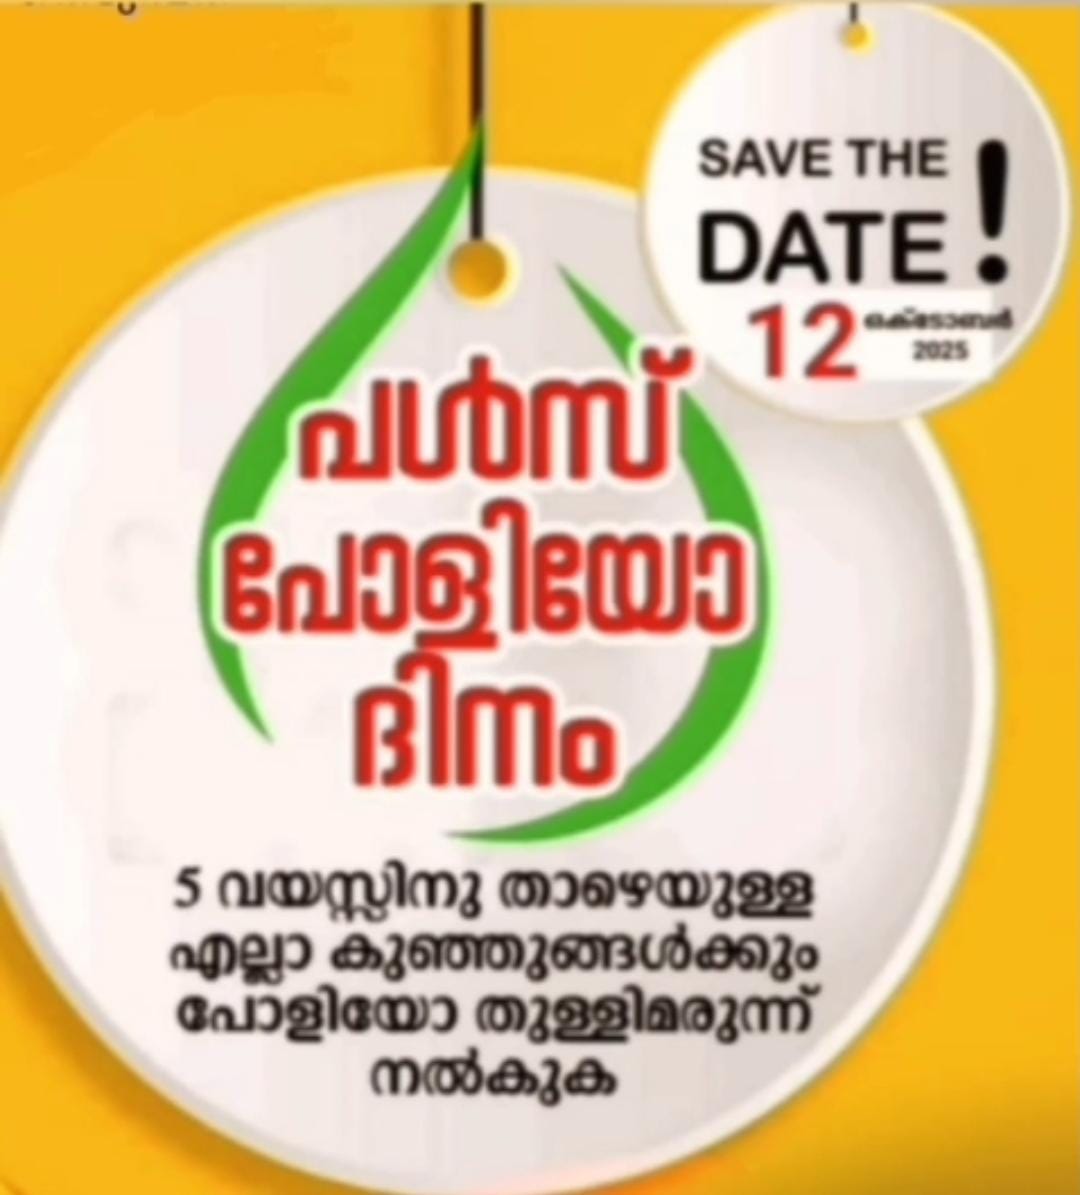 SAVE THE
DATE!
12 ഒക്ടോബർ
2025
പൾസ്
പോളിയോ
ദിനം
5 വയസ്സിനു താഴെയുള്ള
എല്ലാ കുഞ്ഞുങ്ങൾക്കും
പോളിയോ തുള്ളിമരുന്ന്
നൽകുക